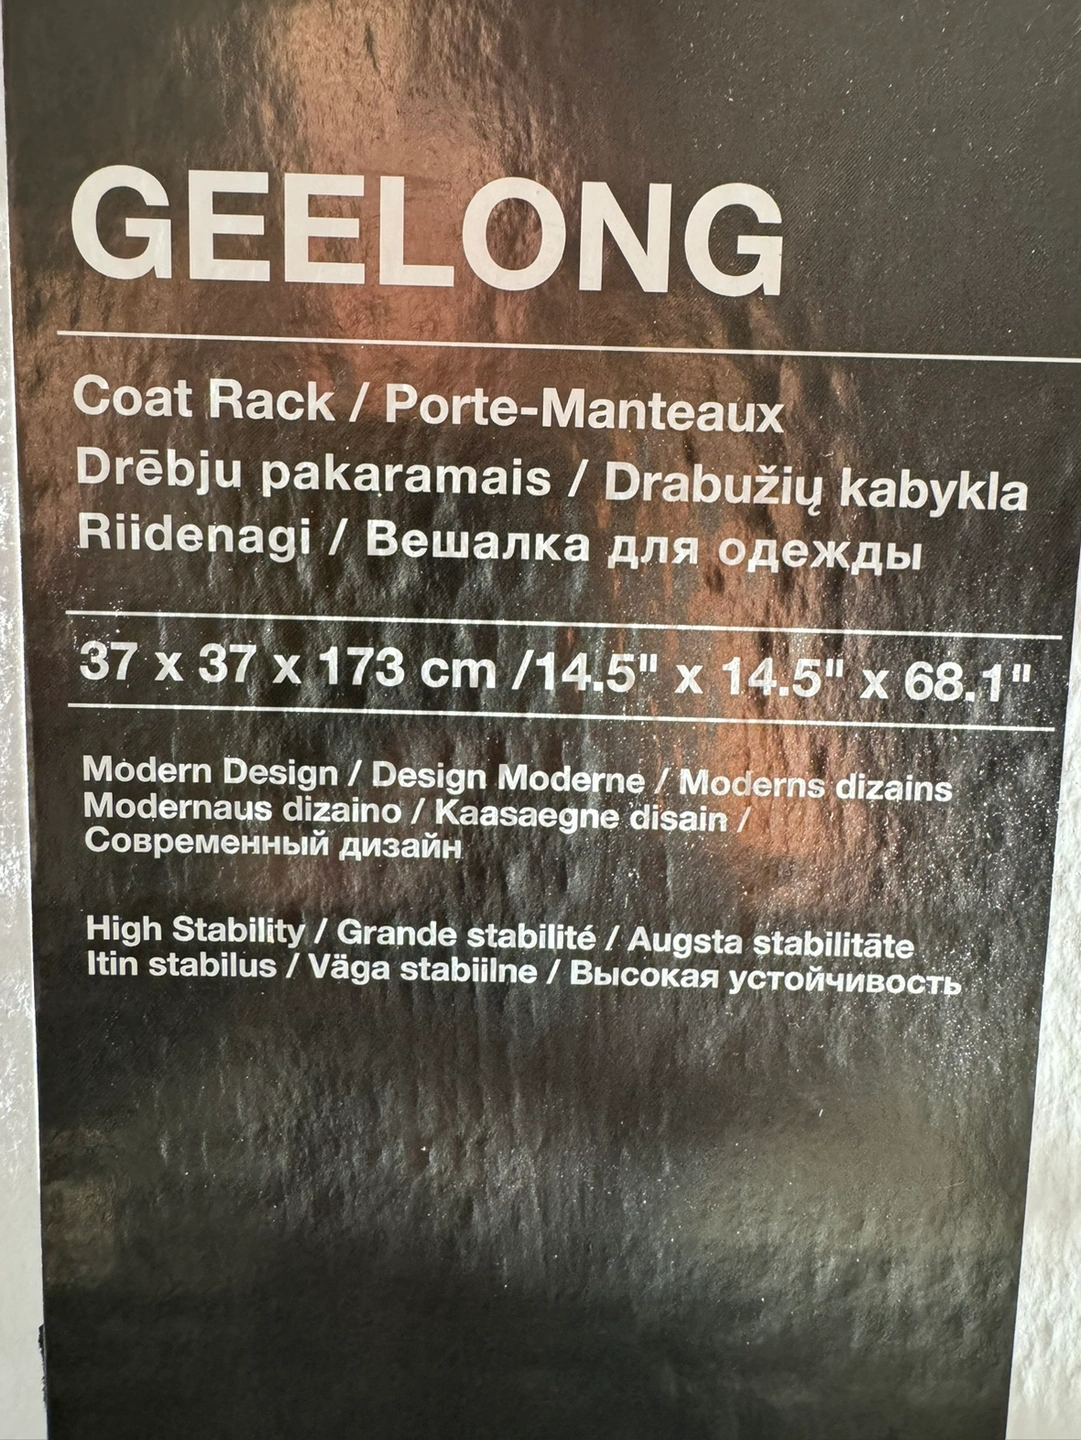 GEELONG
Coat Rack / Porte-Manteaux
Drēbju pakaramais / Drabužių kabykla
Riidenagi / Вешалка для одежды
37 x 37 x 173 cm /14.5" x 14.5" x 68.1"
Modern Design / Design Moderne / Moderns dizains
Modernaus dizaino / Kaasaegne disain /
Современный дизайн
High Stability / Grande stabilité / Augsta stabilitāte
Itin stabilus / Väga stabiilne / Высокая устойчивость